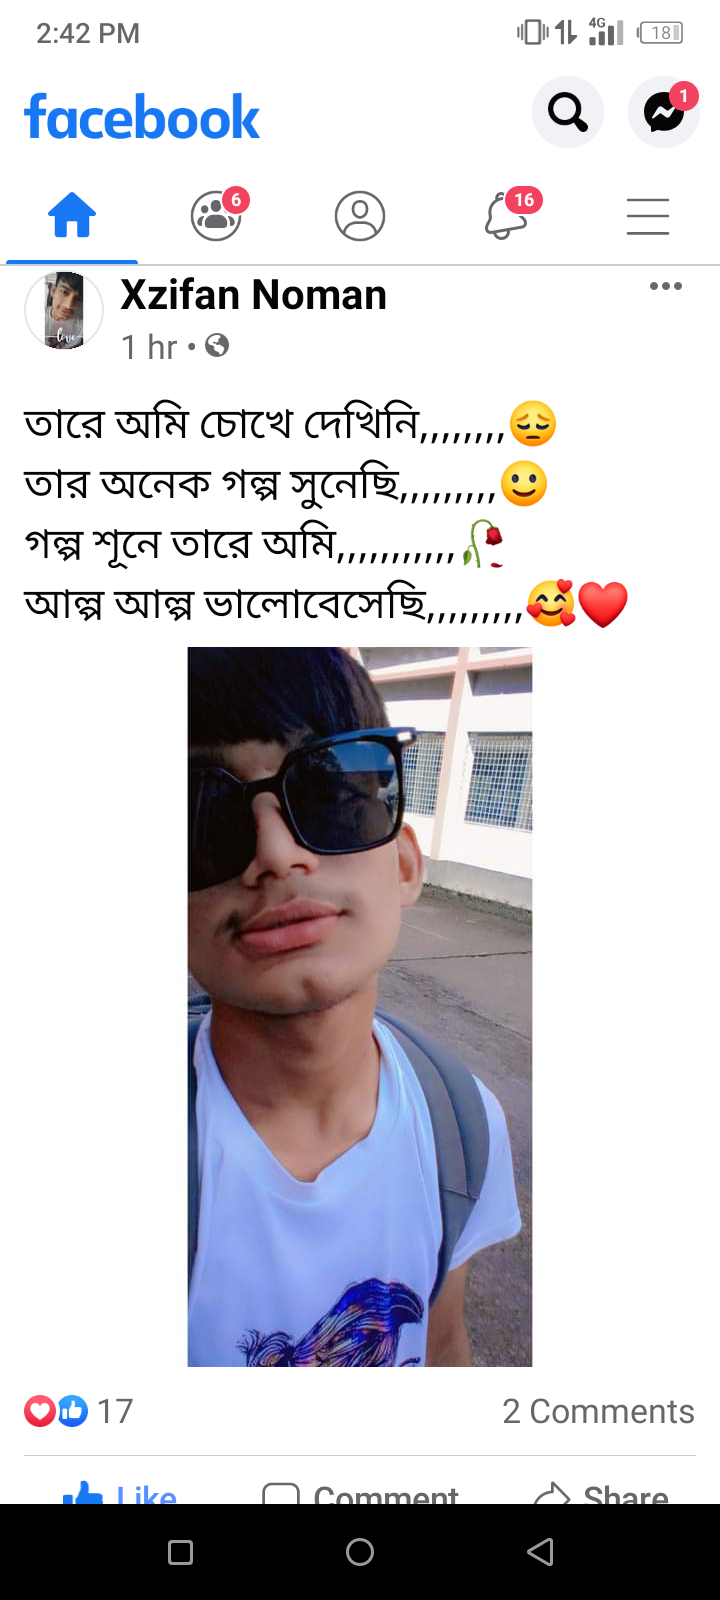 2:42 PM
4G
18
facebook
1
6
16
Xzifan Noman
love
1 hr •
তারে অমি চোখে দেখিনি,,,,,,,,😔
তার অনেক গল্প সুনেছি,,,,,,,,,🙂
গল্প শূনে তারে অমি,,,,,,,,,,,🥀
আল্প আল্প ভালোবেসেছি,,,,,,,,,🥰❤️
17
2 Comments
Like
Comment
Share